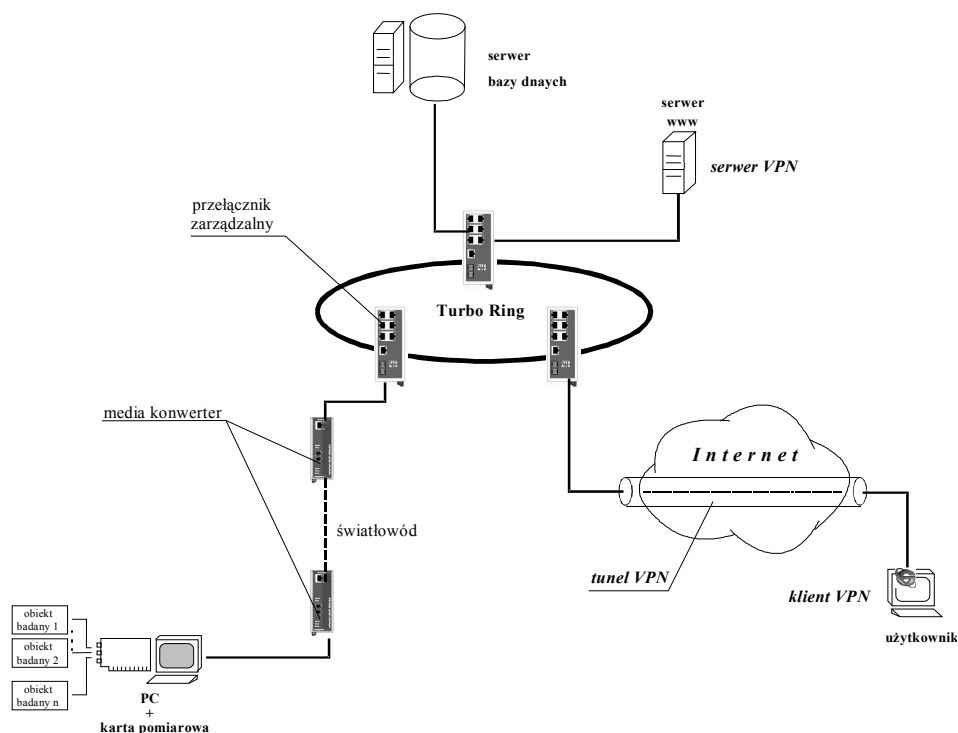 serwer
bazy dnaych
serwer
www
serwer VPN
przełącznik
zarządzalny
Turbo Ring
media konwerter
Internet
światłowód
tunel VPN
klient VPN
użytkownik
obiekt
badany 1
obiekt
badany 2
obiekt
badany n
PC
+
karta pomiarowa